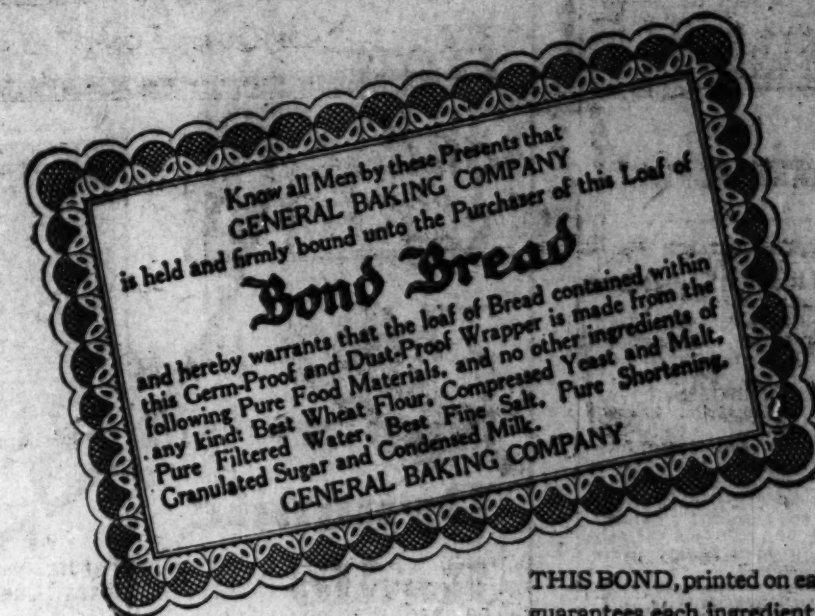 Know all Men by these Presents that
GENERAL BAKING COMPANY
is held and firmly bound unto the Purchaser of this Loaf of
Bond Bread
and hereby warrants that the loaf of Bread contained within
this Germ-Proof and Dust-Proof Wrapper is made from the
following Pure Food Materials, and no other ingredients of
any kind: Best Wheat Flour, Compressed Yeast and Malt,
Pure Filtered Water, Best Fine Salt, Pure Shortening,
Granulated Sugar and Condensed Milk.
GENERAL BAKING COMPANY
THIS BOND, printed on ea
guarantees each ingredient